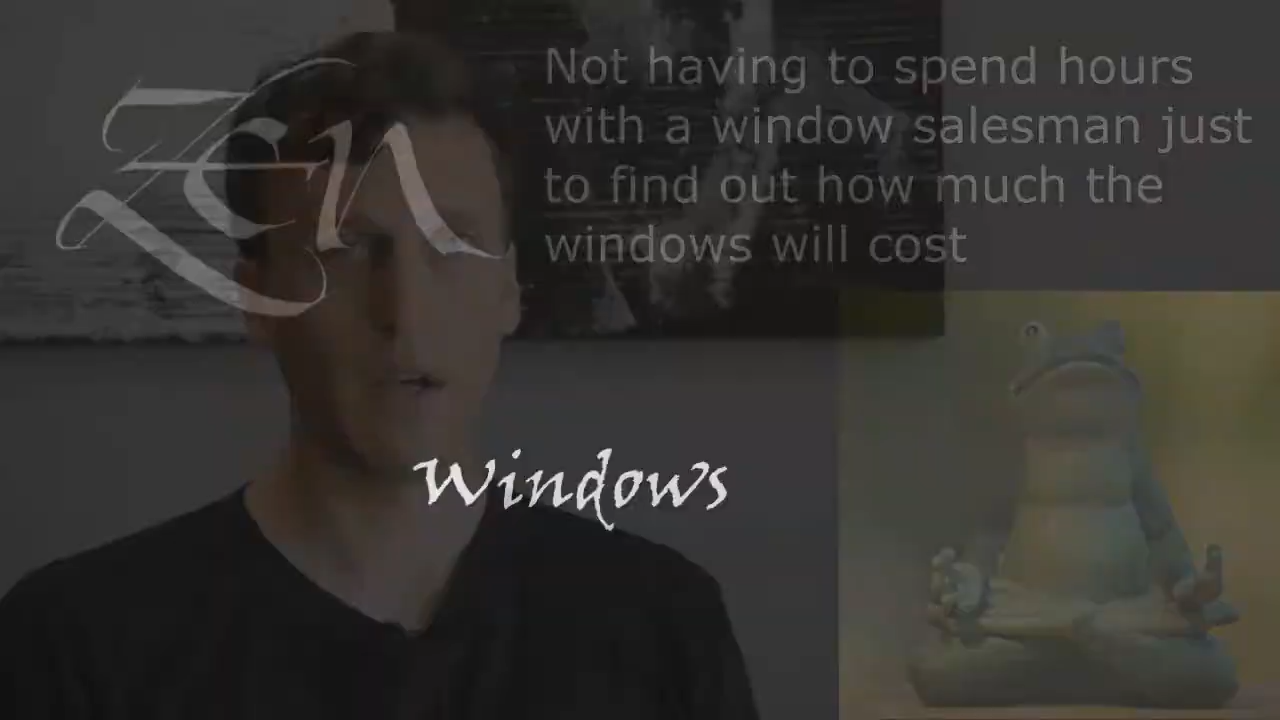 Zen
Not having to spend hours
with a window salesman just
to find out how much the
windows will cost
Windows